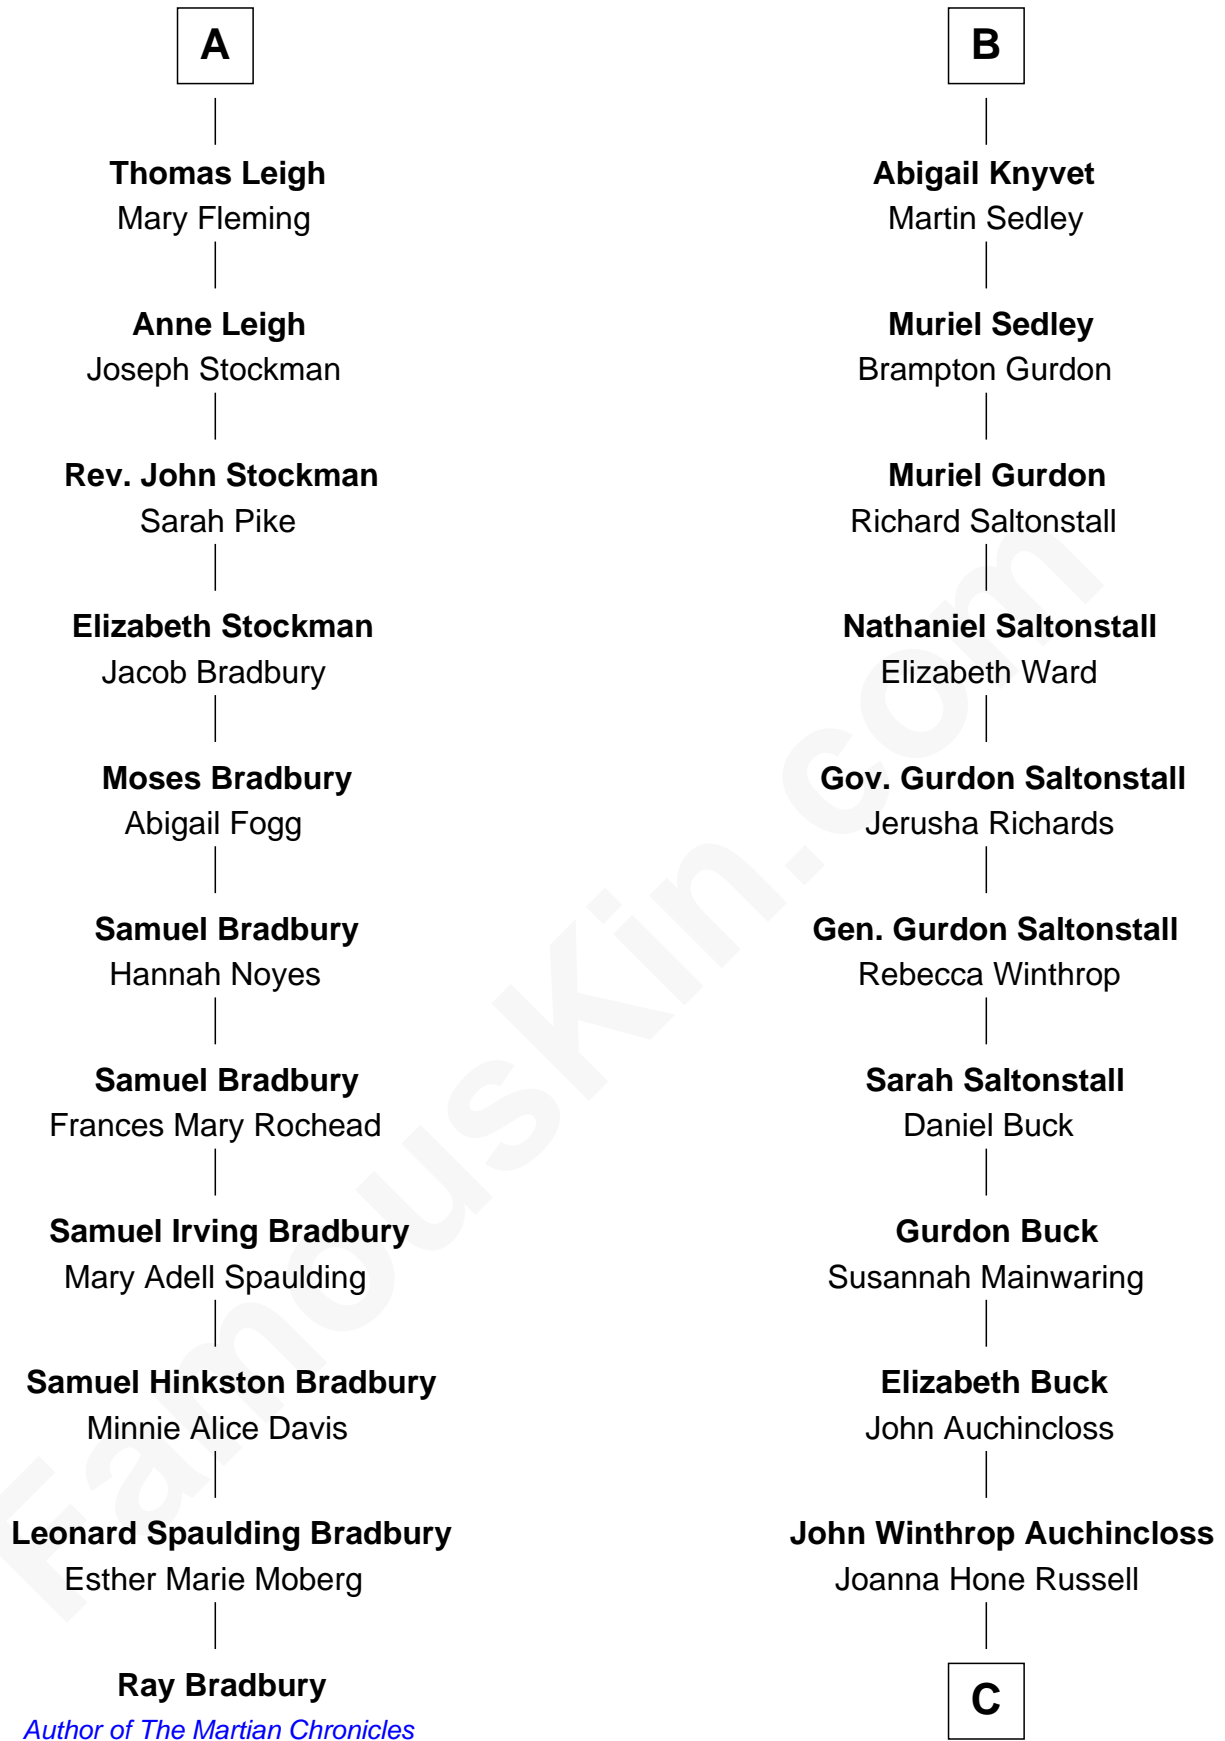 A
Thomas Leigh
Mary Fleming
Anne Leigh
Joseph Stockman
Rev. John Stockman
Sarah Pike
Elizabeth Stockman
Jacob Bradbury
Moses Bradbury
Abigail Fogg
Samuel Bradbury
Hannah Noyes
Samuel Bradbury
Frances Mary Rochead
Samuel Irving Bradbury
Mary Adell Spaulding
Samuel Hinkston Bradbury
Minnie Alice Davis
Leonard Spaulding Bradbury
Esther Marie Moberg
Ray Bradbury
Author of The Martian Chronicles
B
Abigail Knyvet
Martin Sedley
Muriel Sedley
Brampton Gurdon
Muriel Gurdon
Richard Saltonstall
Nathaniel Saltonstall
Elizabeth Ward
Gov. Gurdon Saltonstall
Jerusha Richards
Gen. Gurdon Saltonstall
Rebecca Winthrop
Sarah Saltonstall
Daniel Buck
Gurdon Buck
Susannah Mainwaring
Elizabeth Buck
John Auchincloss
John Winthrop Auchincloss
Joanna Hone Russell
C
FamousKin.com